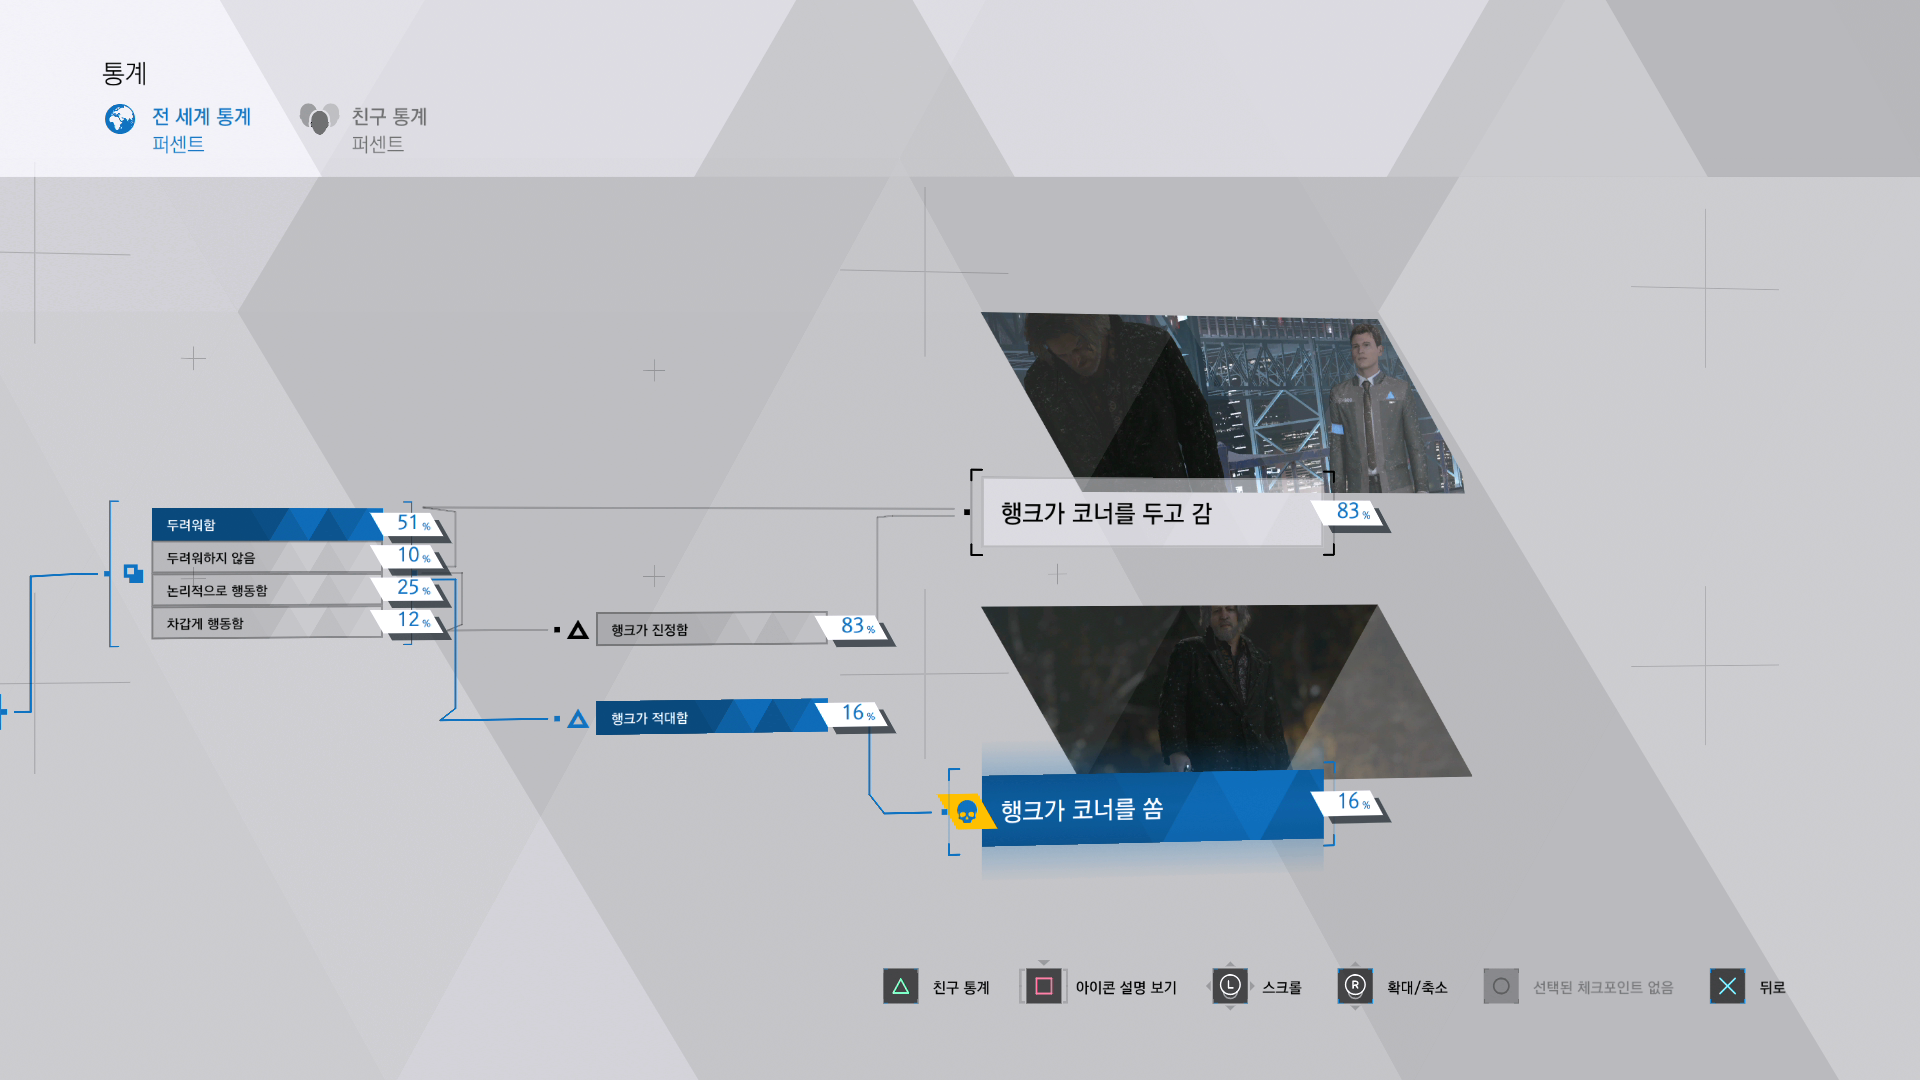 통계
전 세계 통계
퍼센트
친구 통계
퍼센트
두려워함 51 %
두려워하지 않음 10 %
논리적으로 행동함 25 %
차갑게 행동함 12 %
행크가 진정함 83 %
행크가 적대함 16 %
행크가 코너를 두고 감 83 %
행크가 코너를 쏨 16 %
친구 통계
아이콘 설명 보기
L 스크롤
R 확대/축소
선택된 체크포인트 없음
뒤로